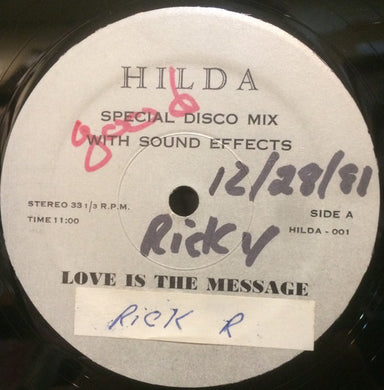 HILDA
SPECIAL DISCO MIX
good
WITH SOUND EFFECTS
12/28/81
STEREO 33 1/3 R.P.M.
TIME 11:00
SIDE A
HILDA - 001
Ricky
LOVE IS THE MESSAGE
RiCK R